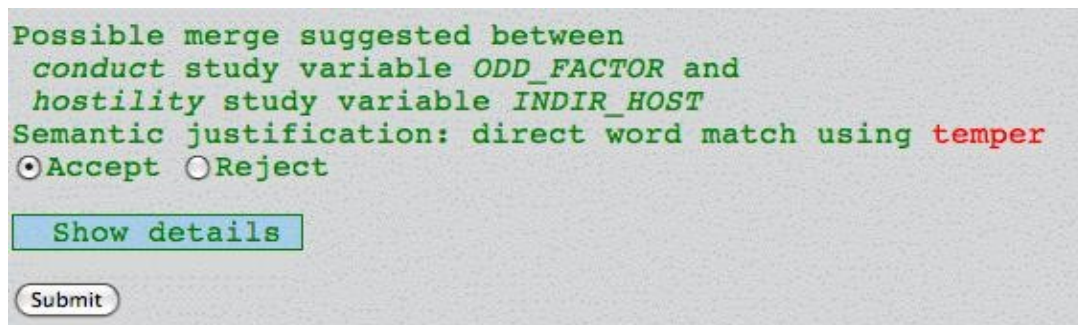 Possible merge suggested between
conduct study variable ODD_FACTOR and
hostility study variable INDIR_HOST
Semantic justification: direct word match using temper
Accept Reject
Show details
Submit